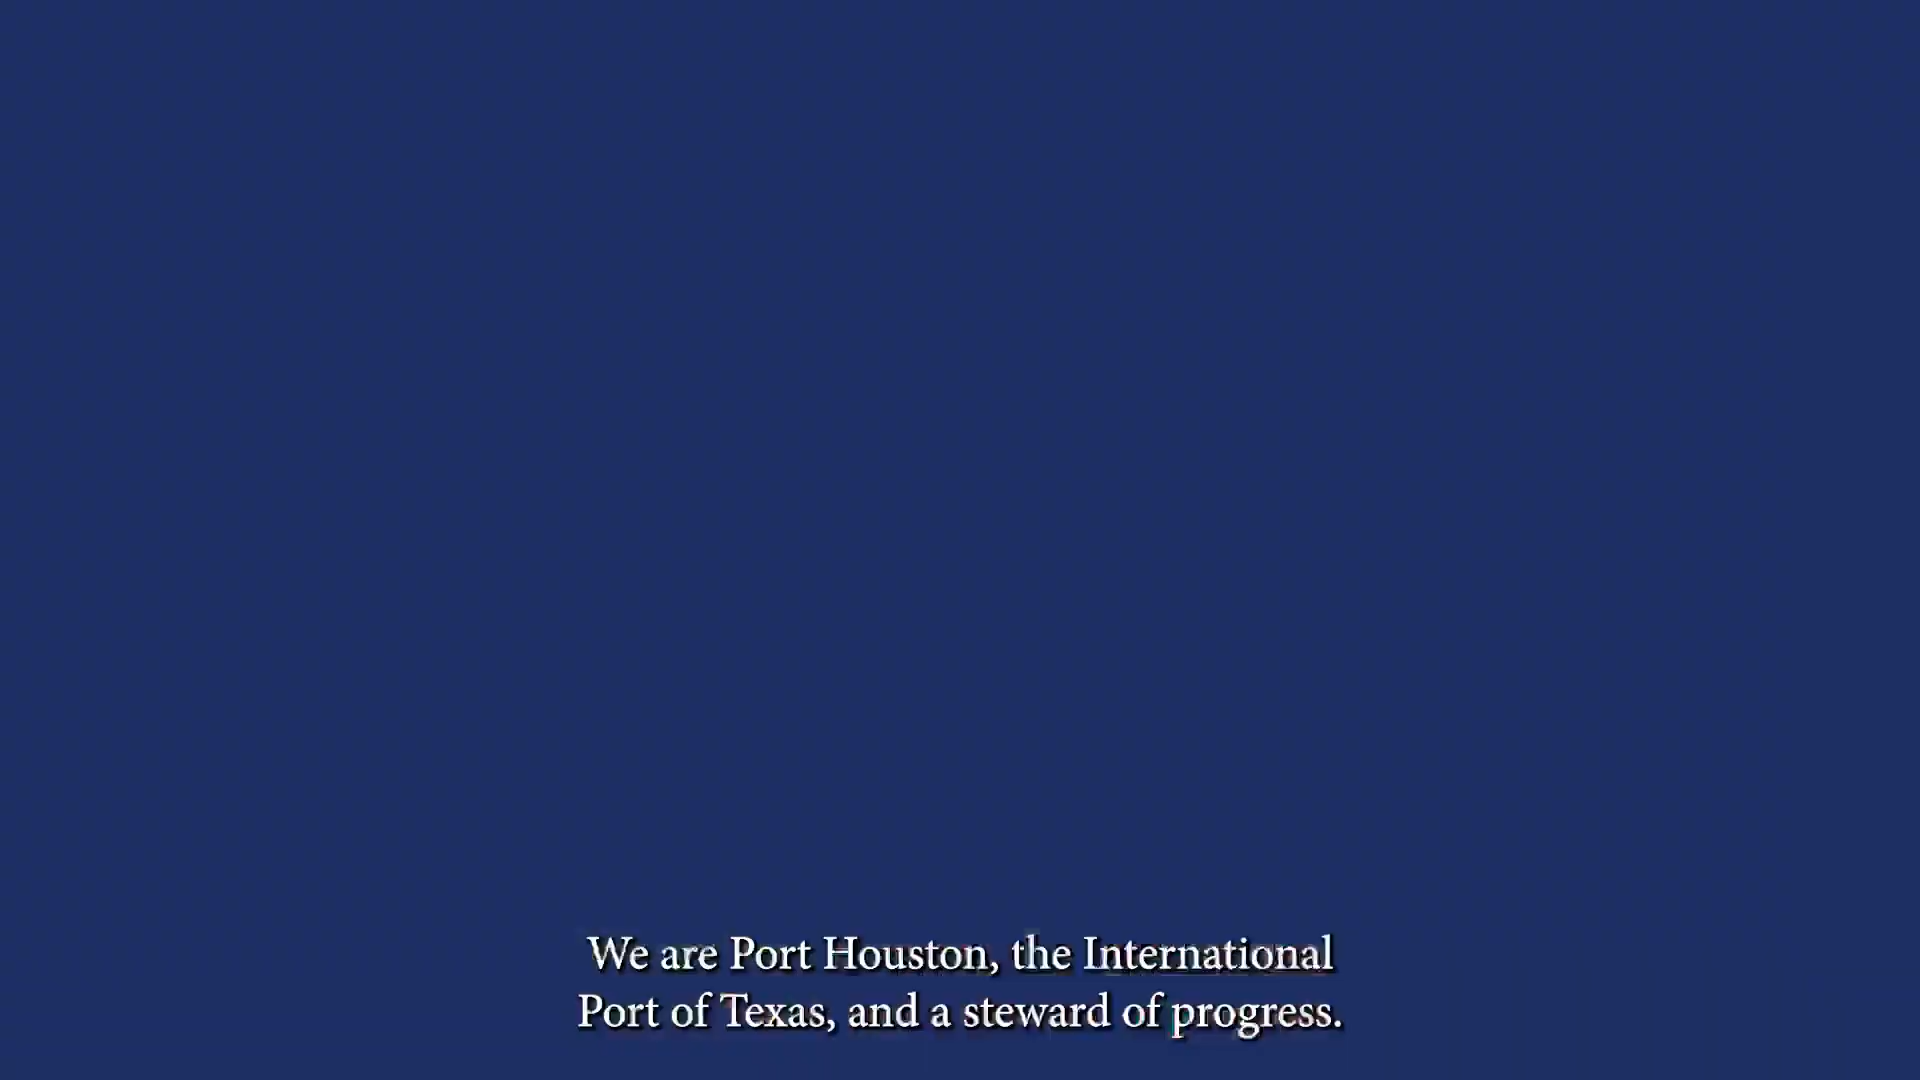 We are Port Houston, the International
Port of Texas, and a steward of progress.